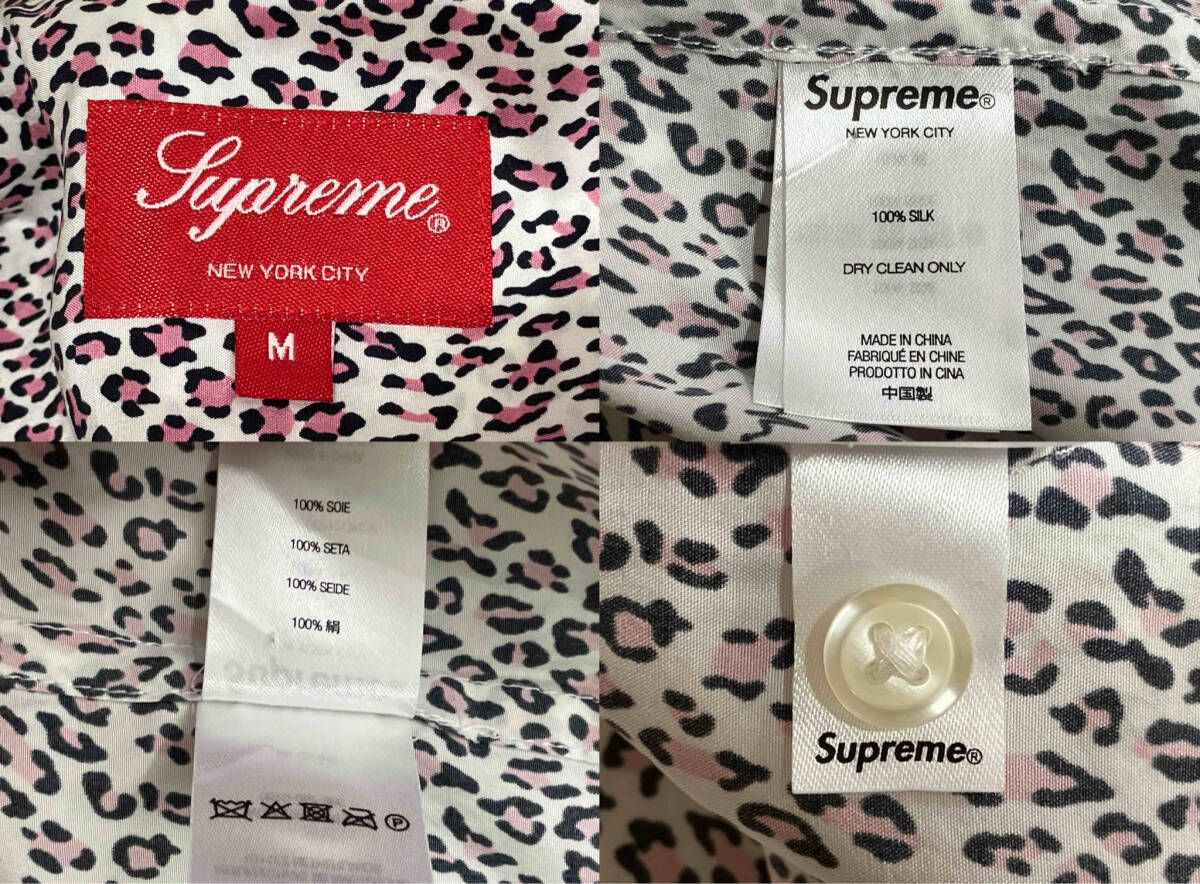 Supreme®
NEW YORK CITY
M
Supreme®
NEW YORK CITY
100% SILK
DRY CLEAN ONLY
MADE IN CHINA
FABRIQUÉ EN CHINE
PRODOTTO IN CINA
中国製
100% SOIE
100% SETA
100% SEIDE
100% 絹
P
Supreme®